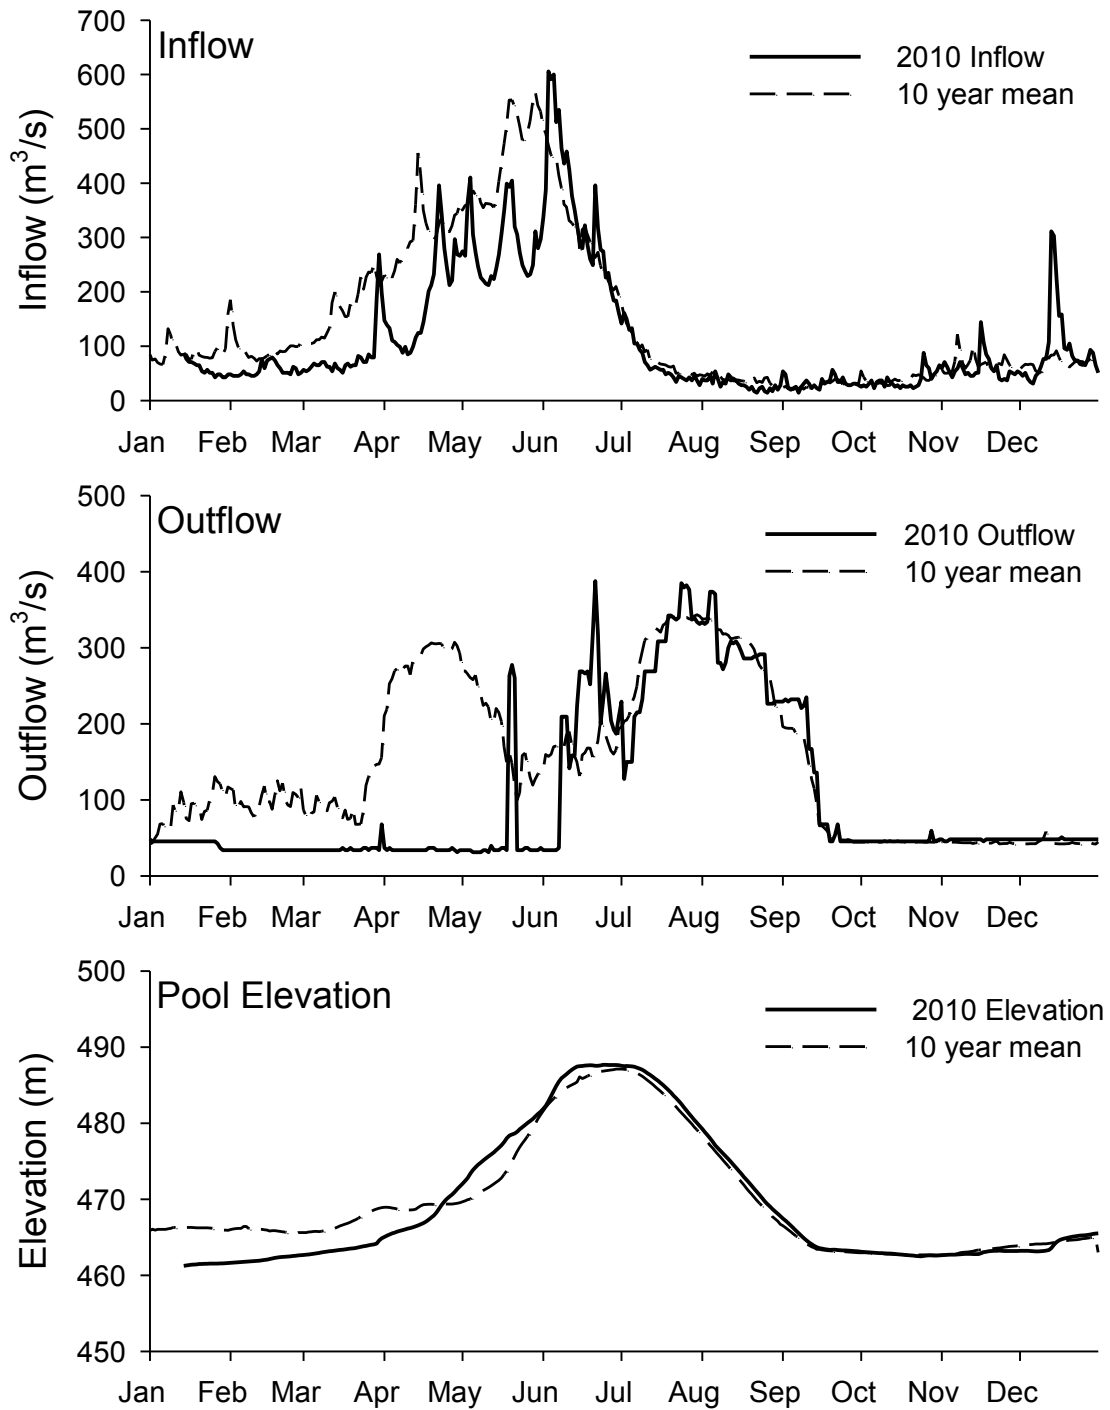 Inflow
2010 Inflow
10 year mean
Inflow (m³/s)
700
600
500
400
300
200
100
0
Jan Feb Mar Apr May Jun Jul Aug Sep Oct Nov Dec
Outflow
2010 Outflow
10 year mean
Outflow (m³/s)
500
400
300
200
100
0
Jan Feb Mar Apr May Jun Jul Aug Sep Oct Nov Dec
Pool Elevation
2010 Elevation
10 year mean
Elevation (m)
500
490
480
470
460
450
Jan Feb Mar Apr May Jun Jul Aug Sep Oct Nov Dec